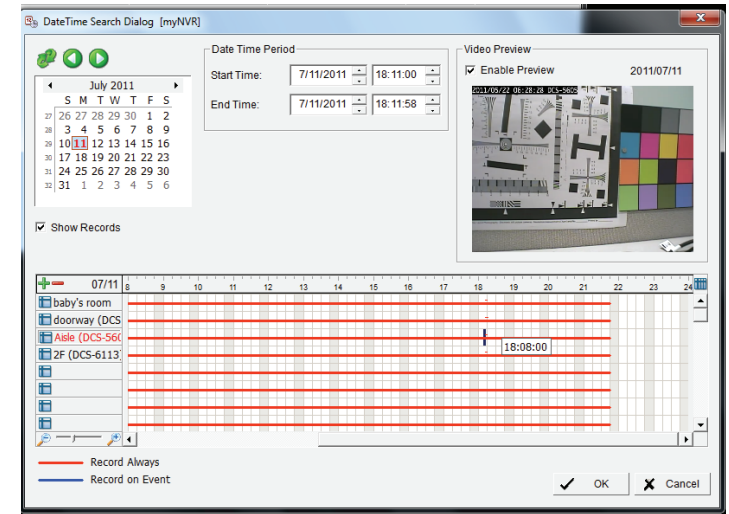 DateTime Search Dialog [myNVR]
Date Time Period
Start Time: 7/11/2011 18:11:00
End Time: 7/11/2011 18:11:58
Video Preview
Enable Preview 2011/07/11
2011/05/22 06:28:28 DCS-5605
July 2011
S M T W T F S
27 26 27 28 29 30 1 2
28 3 4 5 6 7 8 9
29 10 11 12 13 14 15 16
30 17 18 19 20 21 22 23
31 24 25 26 27 28 29 30
32 31 1 2 3 4 5 6
Show Records
07/11 8 9 10 11 12 13 14 15 16 17 18 19 20 21 22 23 24
baby's room
doorway (DCS
Aisle (DCS-560
18:08:00
2F (DCS-6113
Record Always
Record on Event
OK Cancel